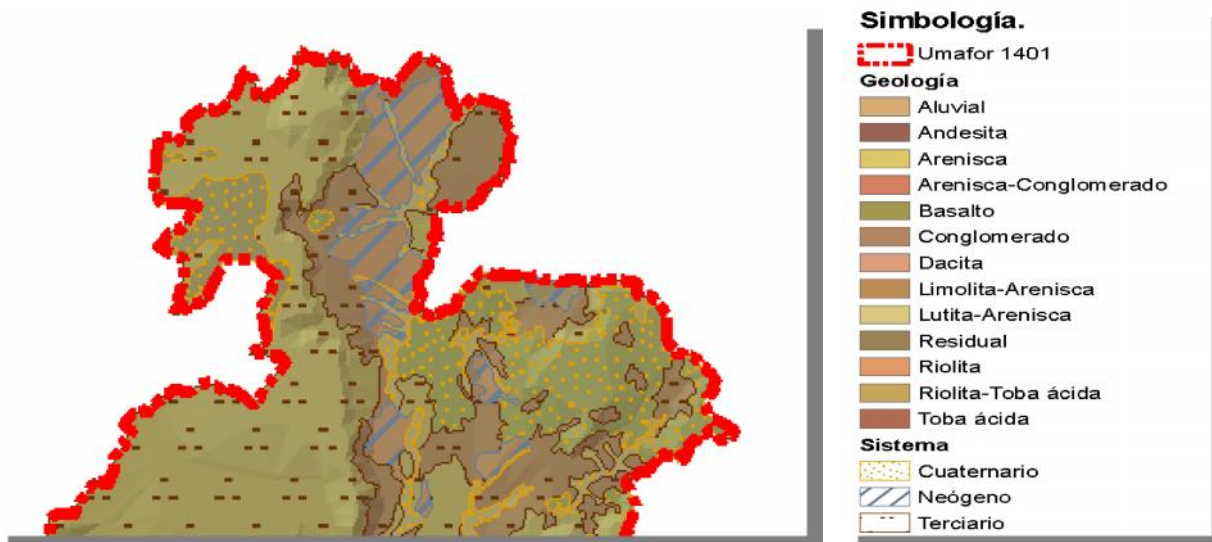 Simbología.
Umafor 1401
Geología
Aluvial
Andesita
Arenisca
Arenisca-Conglomerado
Basalto
Conglomerado
Dacita
Limolita-Arenisca
Lutita-Arenisca
Residual
Riolita
Riolita-Toba ácida
Toba ácida
Sistema
Cuaternario
Neógeno
Terciario